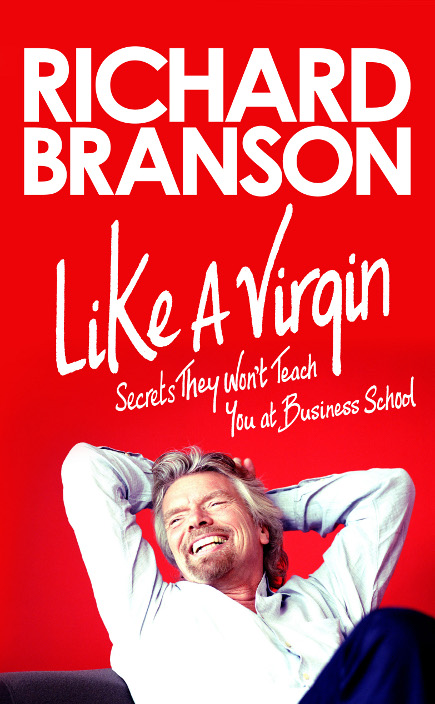 RICHARD
BRANSON
Like A Virgin
Secrets They Won't Teach
You at Business School